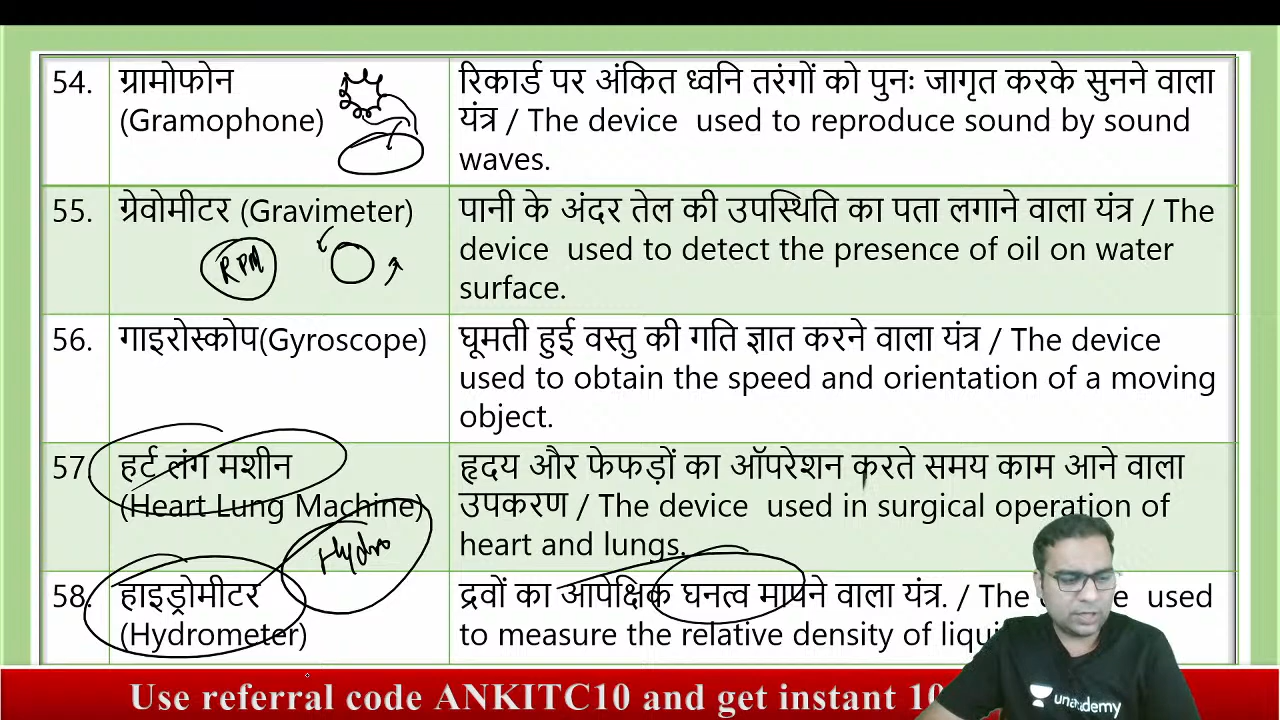 54. ग्रामोफोन
(Gramophone)
रिकार्ड पर अंकित ध्वनि तरंगों को पुनः जागृत करके सुनने वाला
यंत्र / The device used to reproduce sound by sound
waves.
55. ग्रेवोमीटर (Gravimeter)
RPM
पानी के अंदर तेल की उपस्थिति का पता लगाने वाला यंत्र / The
device used to detect the presence of oil on water
surface.
56. गाइरोस्कोप(Gyroscope)
घूमती हुई वस्तु की गति ज्ञात करने वाला यंत्र / The device
used to obtain the speed and orientation of a moving
object.
57 हर्ट लंग मशीन
(Heart Lung Machine)
हृदय और फेफड़ों का ऑपरेशन करते समय काम आने वाला
उपकरण / The device used in surgical operation of
heart and lungs.
Hydro
58. हाइड्रोमीटर
(Hydrometer)
द्रवों का आपेक्षिक घनत्व मापने वाला यंत्र. / The used
to measure the relative density of
unacademy
Use referral code ANKITC10 and get instant